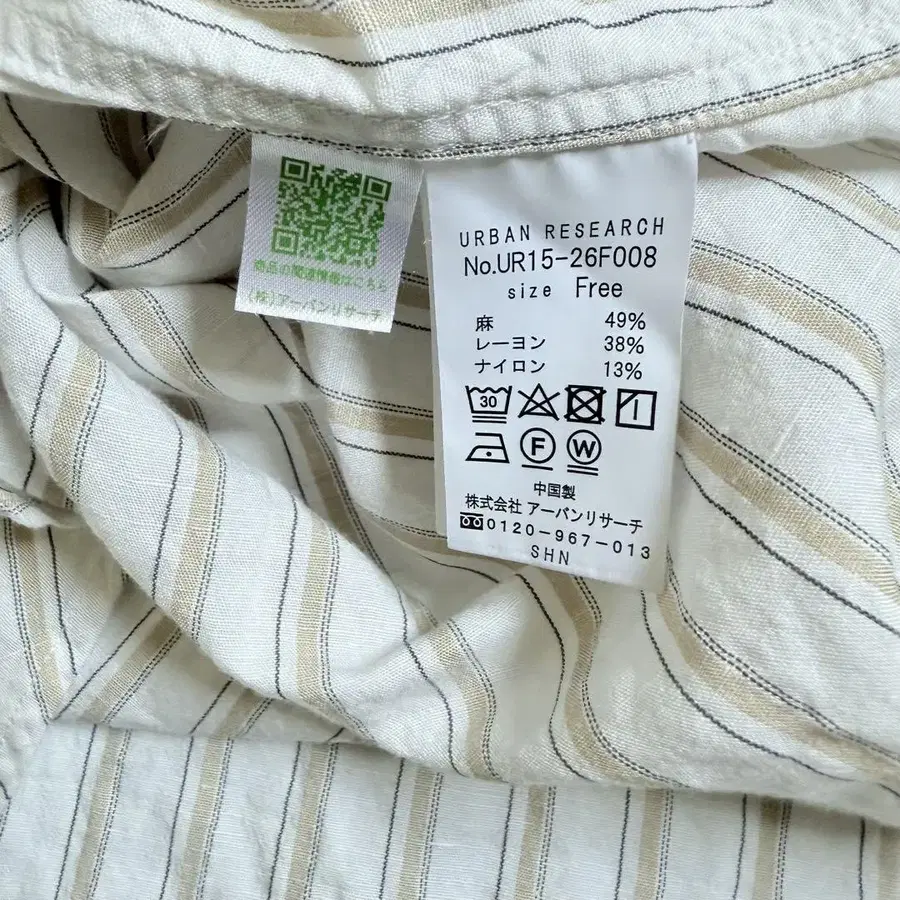 商品の関連情報はこちら
(株)アーバンリサーチ
URBAN RESEARCH
No.UR15-26F008
size Free
麻 49%
レーヨン 38%
ナイロン 13%
30
F W
中国製
株式会社 アーバンリサーチ
0120-967-013
SHN